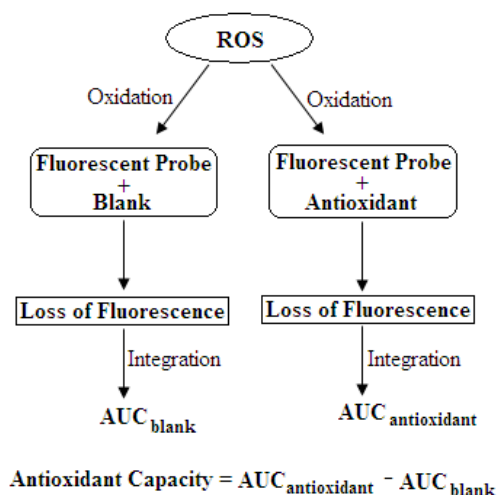 ROS
Oxidation
Oxidation
Fluorescent Probe
+
Blank
Fluorescent Probe
+
Antioxidant
Loss of Fluorescence
Loss of Fluorescence
Integration
Integration
AUC blank
AUC antioxidant
Antioxidant Capacity = AUC antioxidant - AUC blank